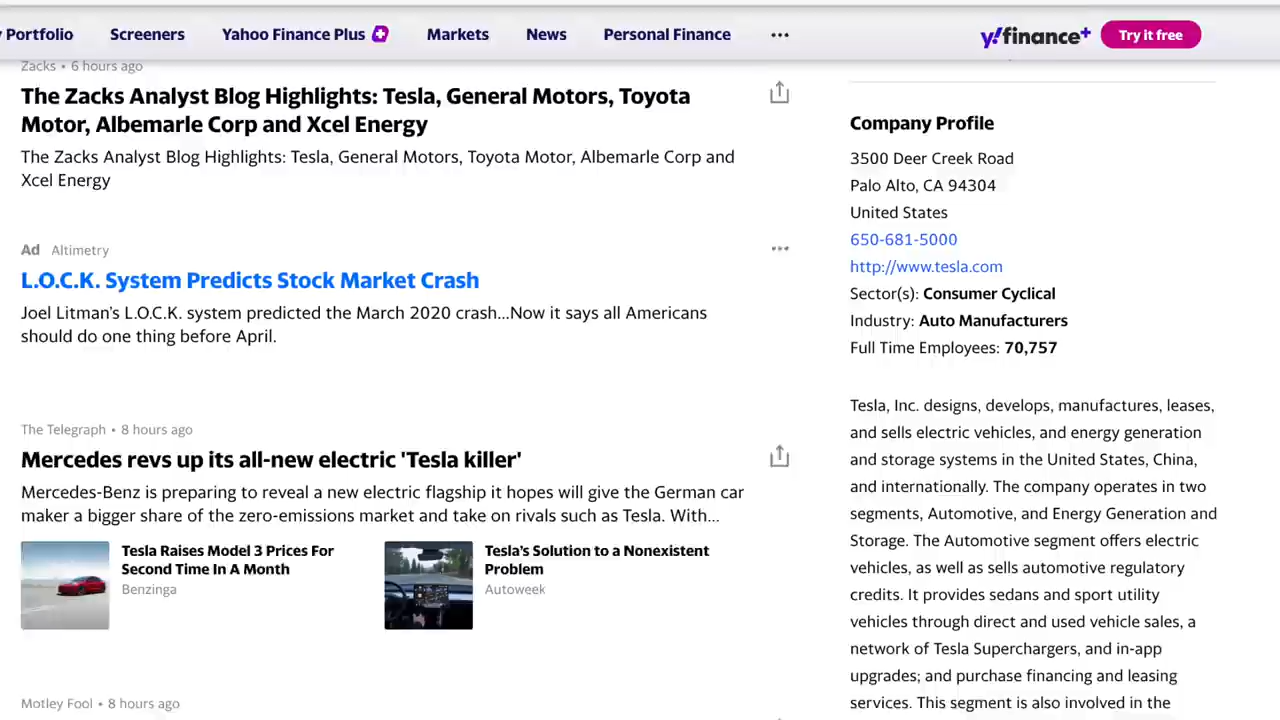 Portfolio
Screeners
Yahoo Finance Plus
Markets
News
Personal Finance
y!finance+
Try it free
Zacks • 6 hours ago
The Zacks Analyst Blog Highlights: Tesla, General Motors, Toyota
Motor, Albemarle Corp and Xcel Energy
The Zacks Analyst Blog Highlights: Tesla, General Motors, Toyota Motor, Albemarle Corp and
Xcel Energy
Ad Altimetry
L.O.C.K. System Predicts Stock Market Crash
Joel Litman's L.O.C.K. system predicted the March 2020 crash...Now it says all Americans
should do one thing before April.
The Telegraph • 8 hours ago
Mercedes revs up its all-new electric 'Tesla killer'
Mercedes-Benz is preparing to reveal a new electric flagship it hopes will give the German car
maker a bigger share of the zero-emissions market and take on rivals such as Tesla. With...
Tesla Raises Model 3 Prices For
Second Time In A Month
Benzinga
Tesla's Solution to a Nonexistent
Problem
Autoweek
Motley Fool • 8 hours ago
Company Profile
3500 Deer Creek Road
Palo Alto, CA 94304
United States
650-681-5000
http://www.tesla.com
Sector(s): Consumer Cyclical
Industry: Auto Manufacturers
Full Time Employees: 70,757
Tesla, Inc. designs, develops, manufactures, leases,
and sells electric vehicles, and energy generation
and storage systems in the United States, China,
and internationally. The company operates in two
segments, Automotive, and Energy Generation and
Storage. The Automotive segment offers electric
vehicles, as well as sells automotive regulatory
credits. It provides sedans and sport utility
vehicles through direct and used vehicle sales, a
network of Tesla Superchargers, and in-app
upgrades; and purchase financing and leasing
services. This segment is also involved in the